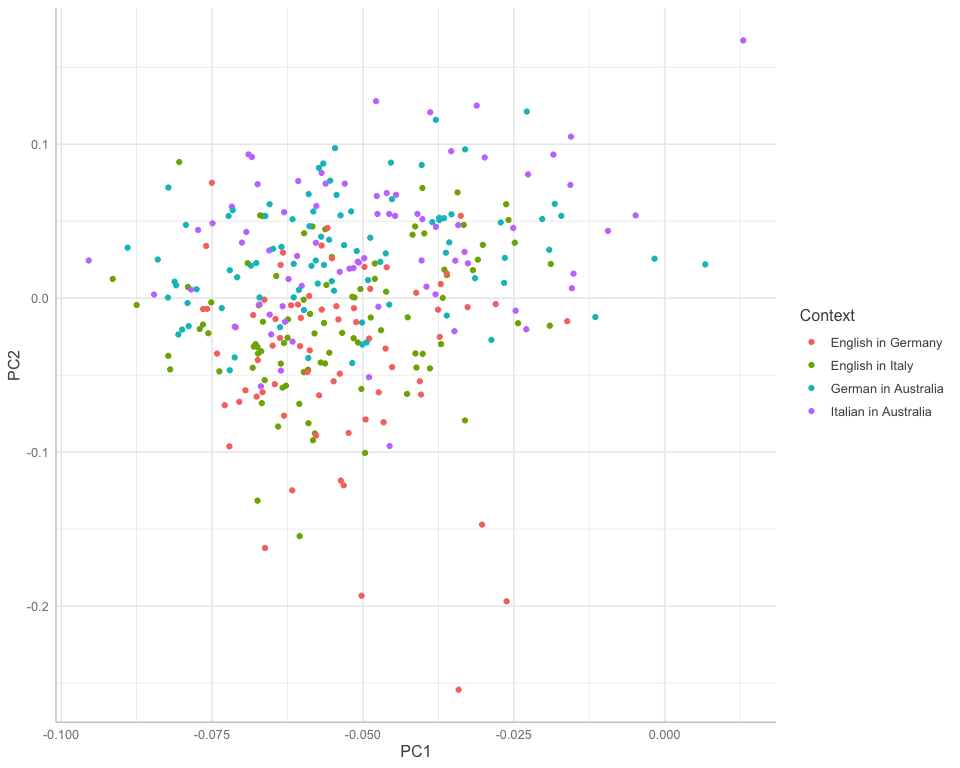 0.1
0.0
-0.1
-0.2
PC2
-0.100 -0.075 -0.050 -0.025 0.000
PC1
Context
English in Germany
English in Italy
German in Australia
Italian in Australia